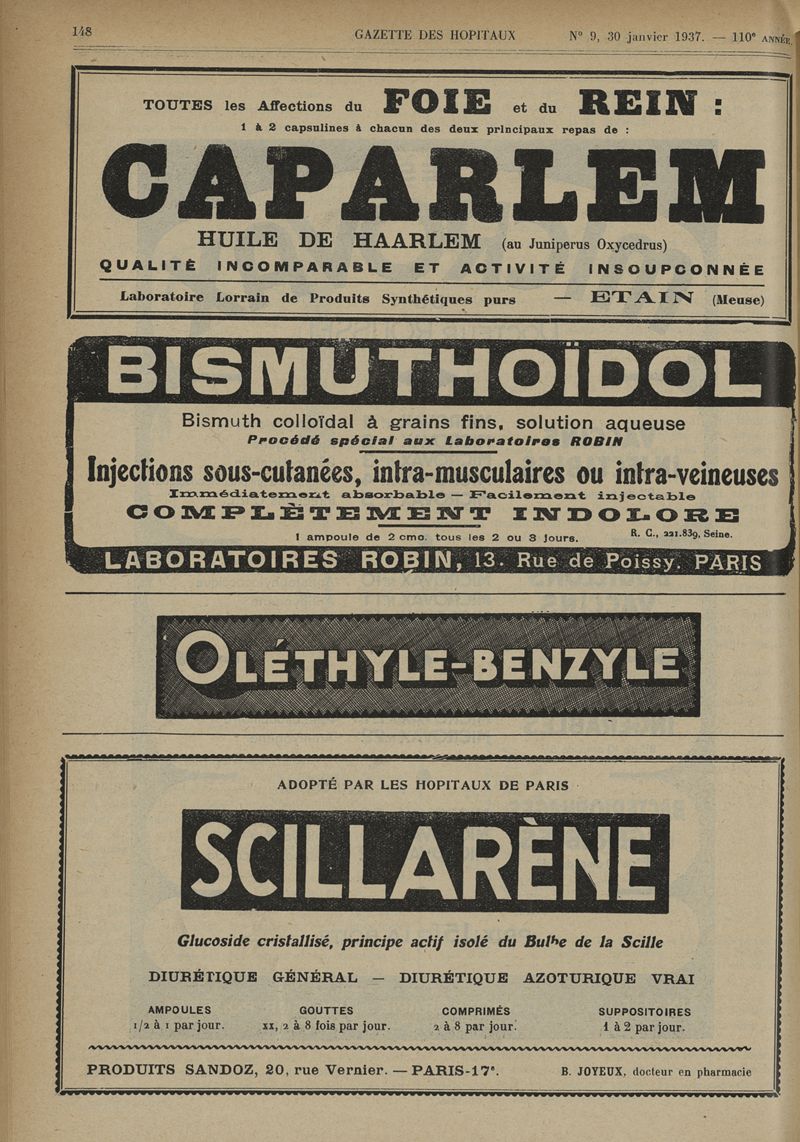 148 GAZETTE DES HOPITAUX N° 9, 30 janvier 1937. — 110e ANNÉE.
TOUTES les Affections du FOIE et du REIN :
1 à 2 capsulines à chacun des deux principaux repas de :
CAPARLEM
HUILE DE HAARLEM (au Juniperus Oxycedrus)
QUALITÉ INCOMPARABLE ET ACTIVITÉ INSOUPCONNÉE
Laboratoire Lorrain de Produits Synthétiques purs — ETAIN (Meuse)
BISMUTHOÏDOL
Bismuth colloïdal à grains fins, solution aqueuse
Procédé spécial aux Laboratoires ROBIN
Injections sous-cutanées, intra-musculaires ou intra-veineuses
Immédiatement absorbable — Facilement injectable
COMPLÈTEMENT INDOLORE
1 ampoule de 2 cmc. tous les 2 ou 3 jours. R. C., 221.839, Seine.
LABORATOIRES ROBIN, 13. Rue de Poissy. PARIS
OLÉTHYLE-BENZYLE
ADOPTÉ PAR LES HOPITAUX DE PARIS
SCILLARÈNE
Glucoside cristallisé, principe actif isolé du Bulbe de la Scille
DIURÉTIQUE GÉNÉRAL — DIURÉTIQUE AZOTURIQUE VRAI
AMPOULES GOUTTES COMPRIMÉS SUPPOSITOIRES
1/2 à 1 par jour. XX, 2 à 8 fois par jour. 2 à 8 par jour. 1 à 2 par jour.
PRODUITS SANDOZ, 20, rue Vernier. — PARIS-17e. B. JOYEUX, docteur en pharmacie